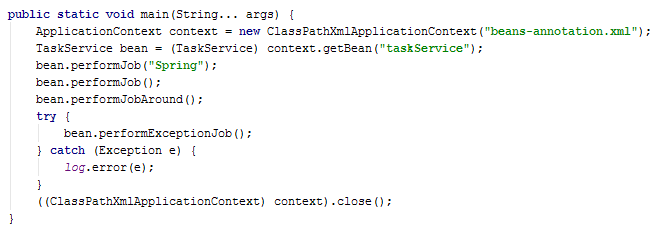 public static void main(String... args) {
    ApplicationContext context = new ClassPathXmlApplicationContext("beans-annotation.xml");
    TaskService bean = (TaskService) context.getBean("taskService");
    bean.performJob("Spring");
    bean.performJob();
    bean.performJobAround();
    try {
        bean.performExceptionJob();
    } catch (Exception e) {
        log.error(e);
    }
    ((ClassPathXmlApplicationContext) context).close();
}